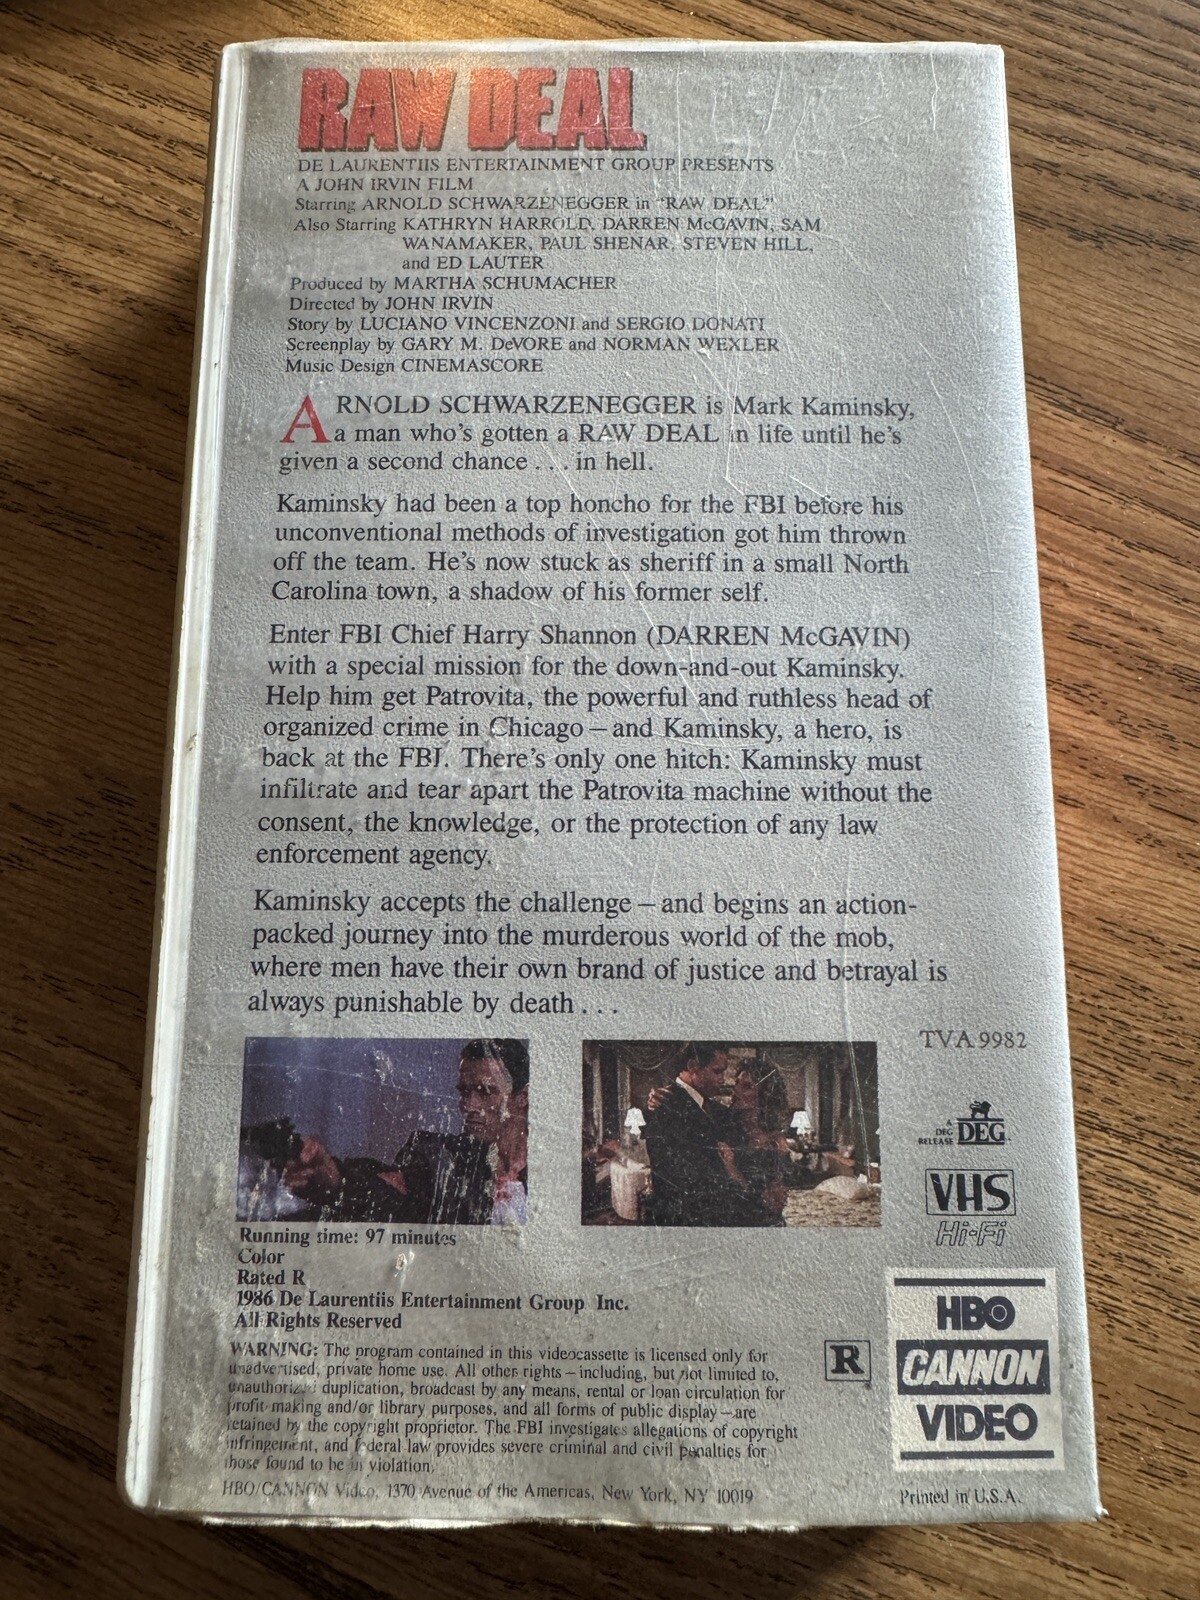 RAW DEAL
DE LAURENTIIS ENTERTAINMENT GROUP PRESENTS
A JOHN IRVIN FILM
Starring ARNOLD SCHWARZENEGGER in "RAW DEAL"
Also Starring KATHRYN HARROLD, DARREN McGAVIN, SAM
WANAMAKER, PAUL SHENAR, STEVEN HILL,
and ED LAUTER
Produced by MARTHA SCHUMACHER
Directed by JOHN IRVIN
Story by LUCIANO VINCENZONI and SERGIO DONATI
Screenplay by GARY M. DeVORE and NORMAN WEXLER
Music Design CINEMASCORE
ARNOLD SCHWARZENEGGER is Mark Kaminsky,
a man who's gotten a RAW DEAL in life until he's
given a second chance . . . in hell.
Kaminsky had been a top honcho for the FBI before his
unconventional methods of investigation got him thrown
off the team. He's now stuck as sheriff in a small North
Carolina town, a shadow of his former self.
Enter FBI Chief Harry Shannon (DARREN McGAVIN)
with a special mission for the down-and-out Kaminsky.
Help him get Patrovita, the powerful and ruthless head of
organized crime in Chicago – and Kaminsky, a hero, is
back at the FBI. There's only one hitch: Kaminsky must
infiltrate and tear apart the Patrovita machine without the
consent, the knowledge, or the protection of any law
enforcement agency.
Kaminsky accepts the challenge – and begins an action-
packed journey into the murderous world of the mob,
where men have their own brand of justice and betrayal is
always punishable by death . . .
TVA 9982
A
DEG
RELEASE
DEG
VHS
Hi-Fi
Running time: 97 minutes
Color
Rated R
1986 De Laurentiis Entertainment Group Inc.
All Rights Reserved
WARNING: The program contained in this videocassette is licensed only for
unadvertised, private home use. All other rights – including, but not limited to,
unauthorized duplication, broadcast by any means, rental or loan circulation for
profit making and/or library purposes, and all forms of public display – are
retained by the copyright proprietor. The FBI investigates allegations of copyright
infringement, and federal law provides severe criminal and civil penalties for
those found to be in violation.
HBO/CANNON Video, 1370 Avenue of the Americas, New York, NY 10019
R
HBO
CANNON
VIDEO
Printed in U.S.A.